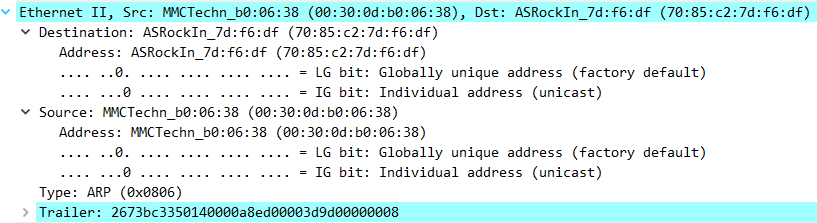 Ethernet II, Src: MMCTechn_b0:06:38 (00:30:0d:b0:06:38), Dst: ASRockIn_7d:f6:df (70:85:c2:7d:f6:df)
Destination: ASRockIn_7d:f6:df (70:85:c2:7d:f6:df)
Address: ASRockIn_7d:f6:df (70:85:c2:7d:f6:df)
.... ..0. .... .... .... .... = LG bit: Globally unique address (factory default)
.... ...0 .... .... .... .... = IG bit: Individual address (unicast)
Source: MMCTechn_b0:06:38 (00:30:0d:b0:06:38)
Address: MMCTechn_b0:06:38 (00:30:0d:b0:06:38)
.... ..0. .... .... .... .... = LG bit: Globally unique address (factory default)
.... ...0 .... .... .... .... = IG bit: Individual address (unicast)
Type: ARP (0x0806)
Trailer: 2673bc3350140000a8ed00003d9d00000008